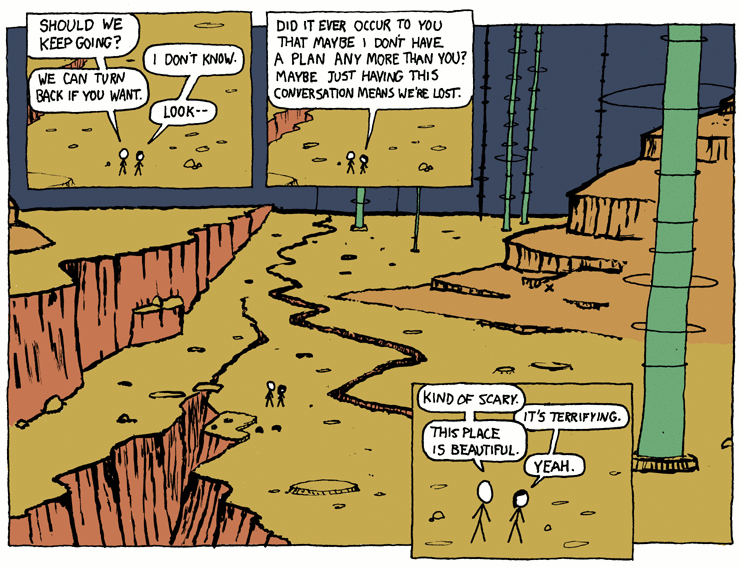 SHOULD WE
KEEP GOING?
I DON'T KNOW.
WE CAN TURN
BACK IF YOU WANT.
LOOK--
DID IT EVER OCCUR TO YOU
THAT MAYBE I DON'T HAVE
A PLAN ANY MORE THAN YOU?
MAYBE JUST HAVING THIS
CONVERSATION MEANS WE'RE LOST.
KIND OF SCARY.
IT'S TERRIFYING.
THIS PLACE
IS BEAUTIFUL.
YEAH.